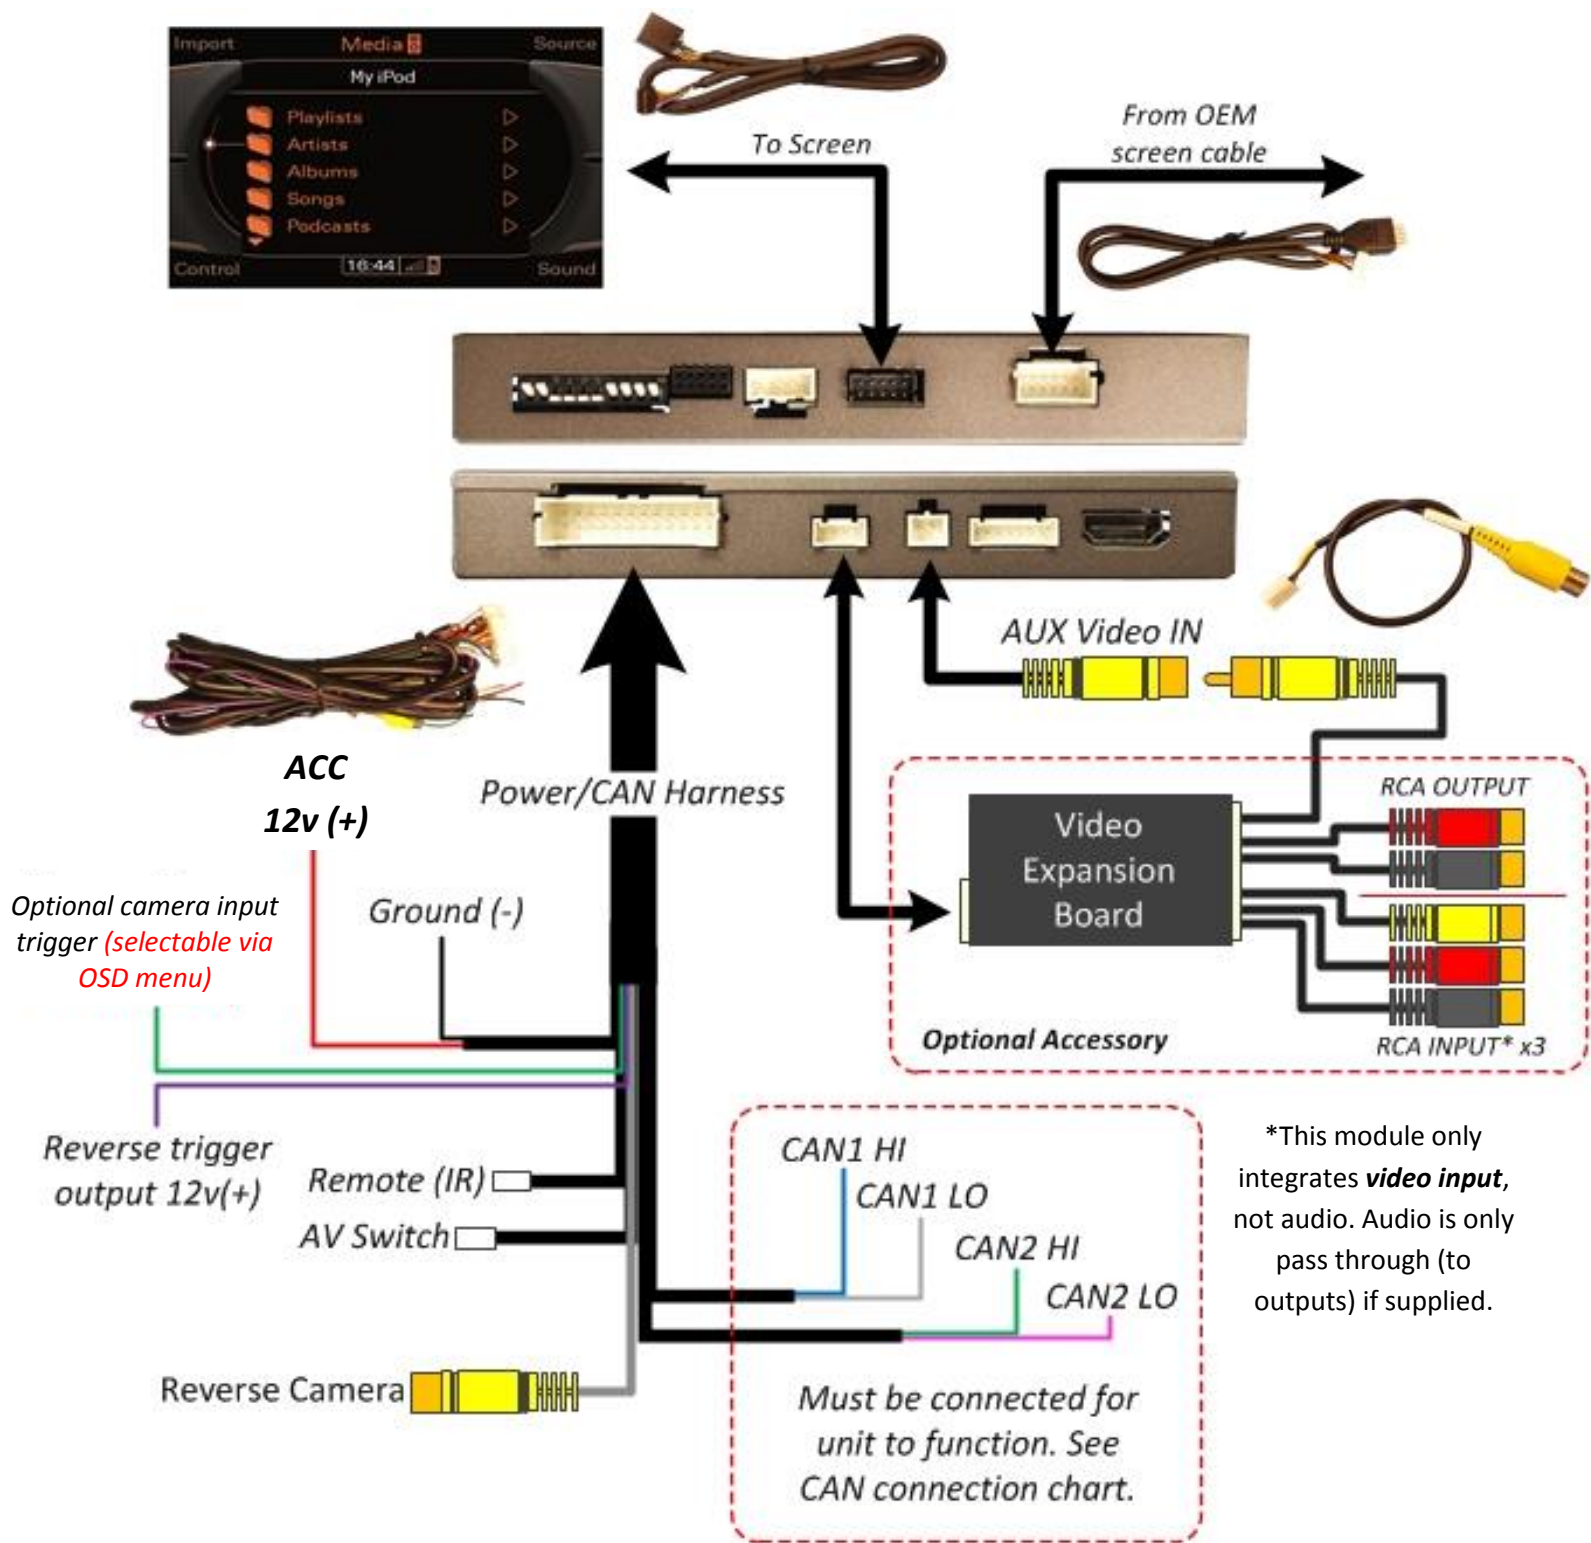 Import Media Source
My iPod
Playlists
Artists
Albums
Songs
Podcasts
Control 16:44 Sound
To Screen
From OEM
screen cable
AUX Video IN
ACC
12v (+)
Power/CAN Harness
Optional camera input
trigger (selectable via
OSD menu)
Ground (-)
Video
Expansion
Board
RCA OUTPUT
RCA INPUT* x3
Optional Accessory
Reverse trigger
output 12v(+)
Remote (IR)
AV Switch
Reverse Camera
CAN1 HI
CAN1 LO
CAN2 HI
CAN2 LO
Must be connected for
unit to function. See
CAN connection chart.
*This module only
integrates video input,
not audio. Audio is only
pass through (to
outputs) if supplied.